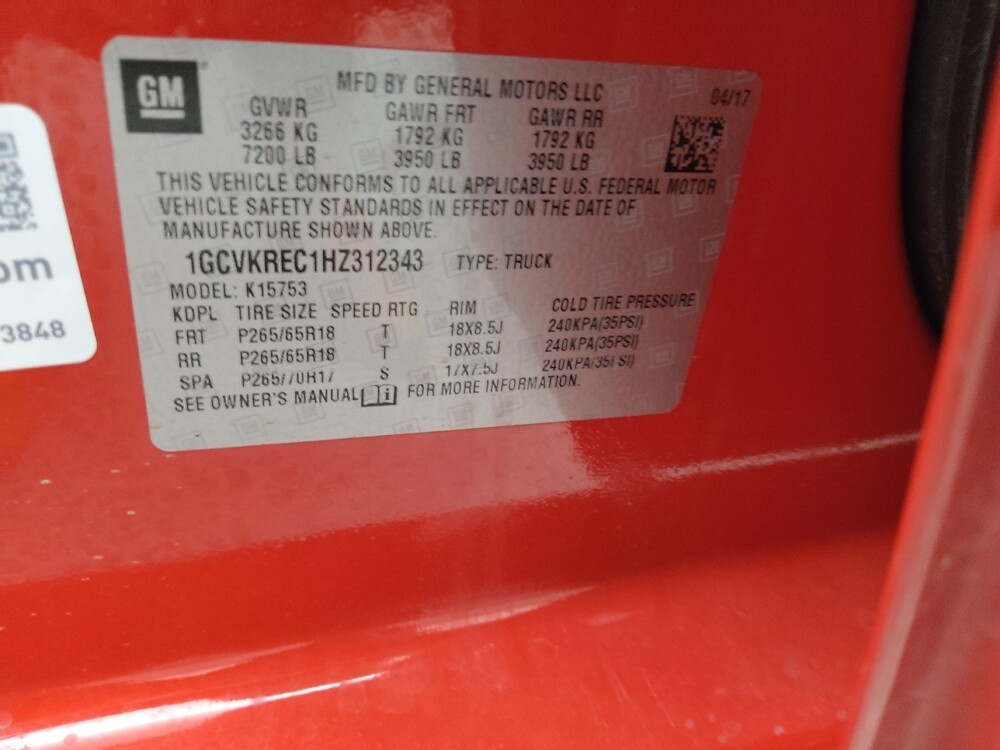 GM
MFD BY GENERAL MOTORS LLC
04/17
GVWR GAWR FRT GAWR RR
3266 KG 1792 KG 1792 KG
7200 LB 3950 LB 3950 LB
THIS VEHICLE CONFORMS TO ALL APPLICABLE U.S. FEDERAL MOTOR
VEHICLE SAFETY STANDARDS IN EFFECT ON THE DATE OF
MANUFACTURE SHOWN ABOVE.
1GCVKREC1HZ312343 TYPE: TRUCK
MODEL: K15753
KDPL TIRE SIZE SPEED RTG RIM COLD TIRE PRESSURE
FRT P265/65R18 T 18X8.5J 240KPA(35PSI)
RR P265/65R18 T 18X8.5J 240KPA(35PSI)
SPA S 17X7.5J 240KPA(35PSI)
SEE OWNER'S MANUAL i FOR MORE INFORMATION.
om
3848